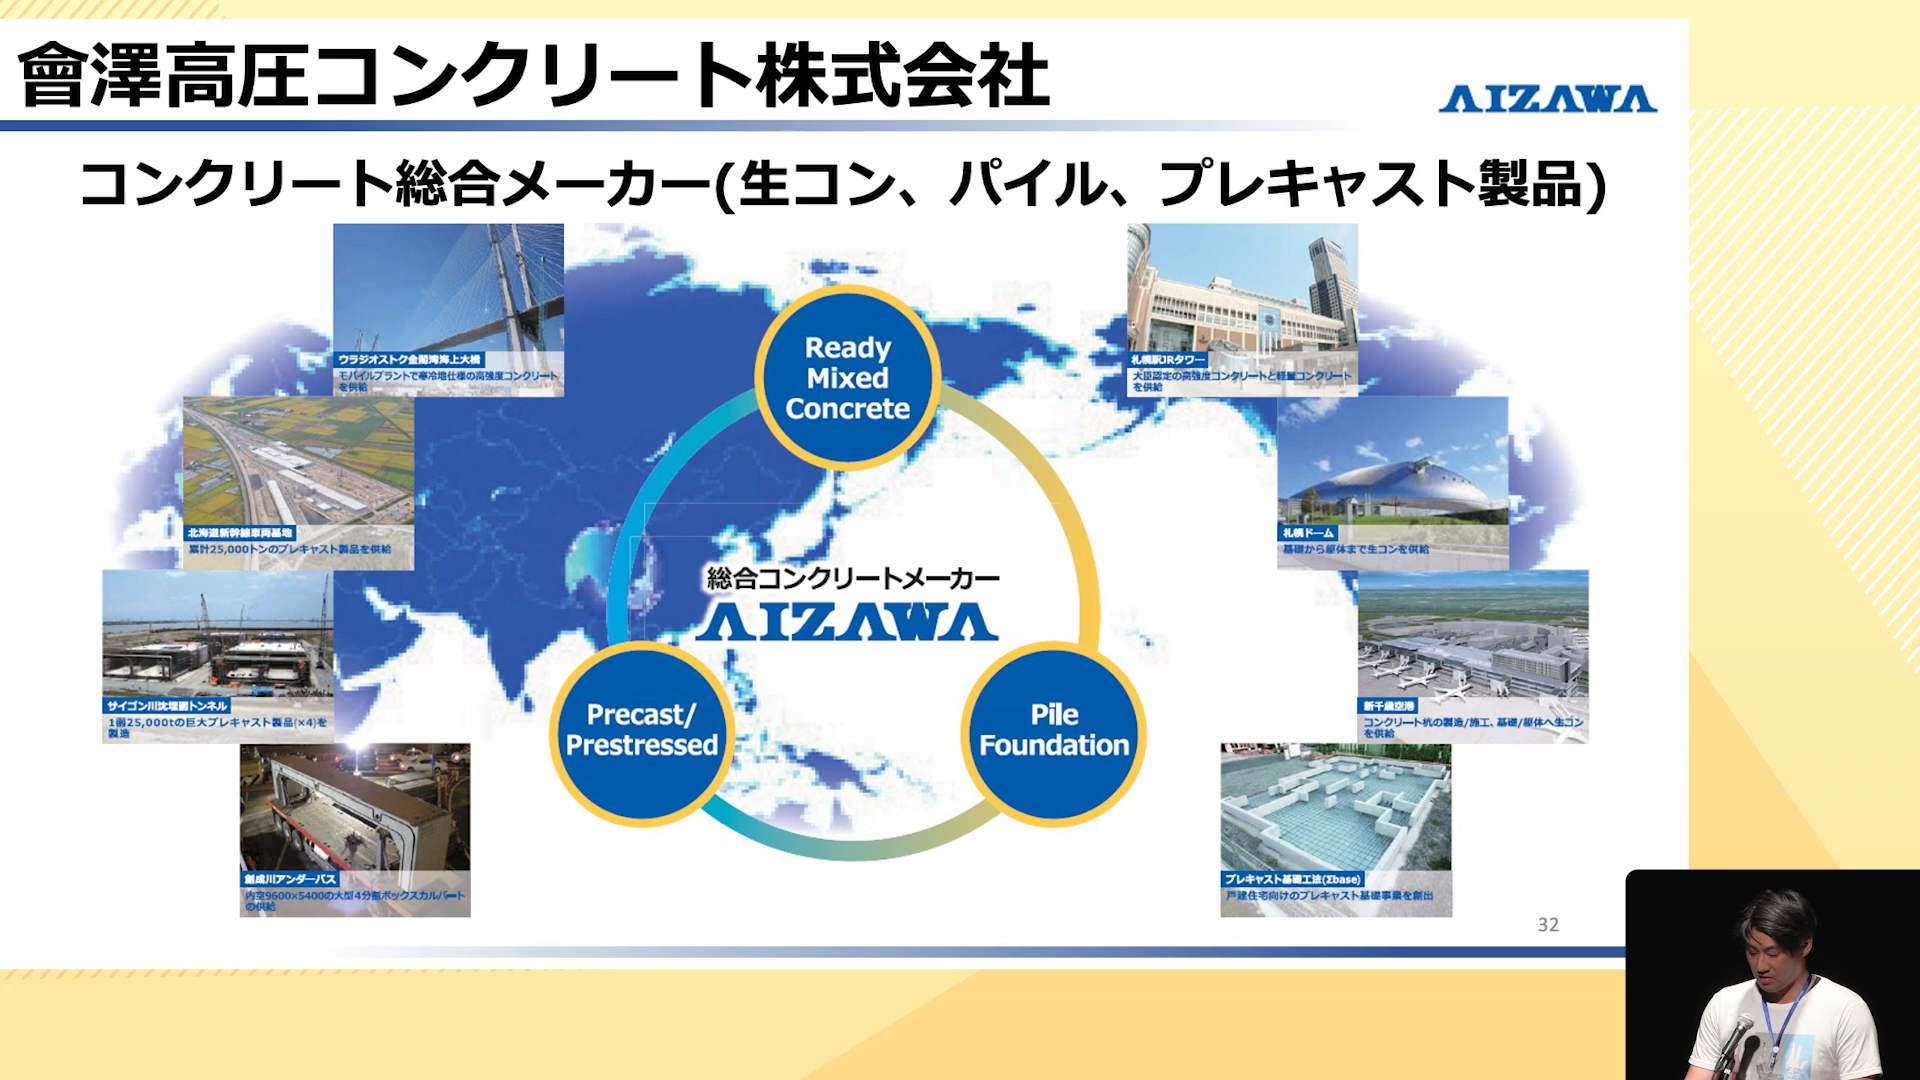 會澤高圧コンクリート株式会社
AIZAWA
コンクリート総合メーカー(生コン、パイル、プレキャスト製品)
ウラジオストク金閣湾海上大橋
モバイルプラントで寒冷地仕様の高強度コンクリート
を供給
北海道新幹線車両基地
累計25,000トンのプレキャスト製品を供給
サイゴン川沈埋函トンネル
1函25,000tの巨大プレキャスト製品(×4)を
製造
創成川アンダーパス
内空9600×5400の大型4分割ボックスカルバート
の供給
Ready
Mixed
Concrete
総合コンクリートメーカー
AIZAWA
Precast/
Prestressed
Pile
Foundation
札幌駅JRタワー
大臣認定の高強度コンクリートと軽量コンクリート
を供給
札幌ドーム
基礎から躯体まで生コンを供給
新千歳空港
コンクリート杭の製造/施工、基礎/躯体へ生コン
を供給
プレキャスト基礎工法(Σbase)
戸建住宅向けのプレキャスト基礎事業を創出
32